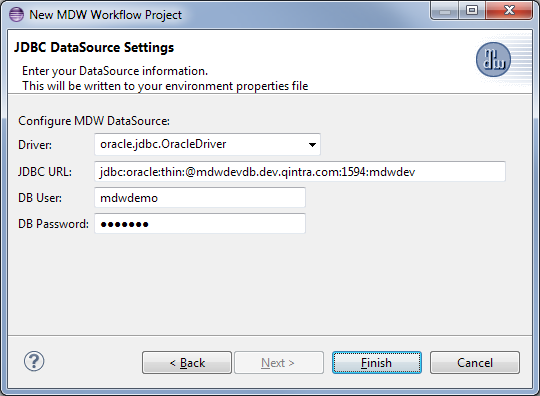 New MDW Workflow Project
JDBC DataSource Settings
Enter your DataSource information.
This will be written to your environment properties file
Configure MDW DataSource:
Driver: oracle.jdbc.OracleDriver
JDBC URL: jdbc:oracle:thin:@mdwdevdb.dev.qintra.com:1594:mdwdev
DB User: mdwdemo
DB Password: ●●●●●●●
? < Back Next > Finish Cancel